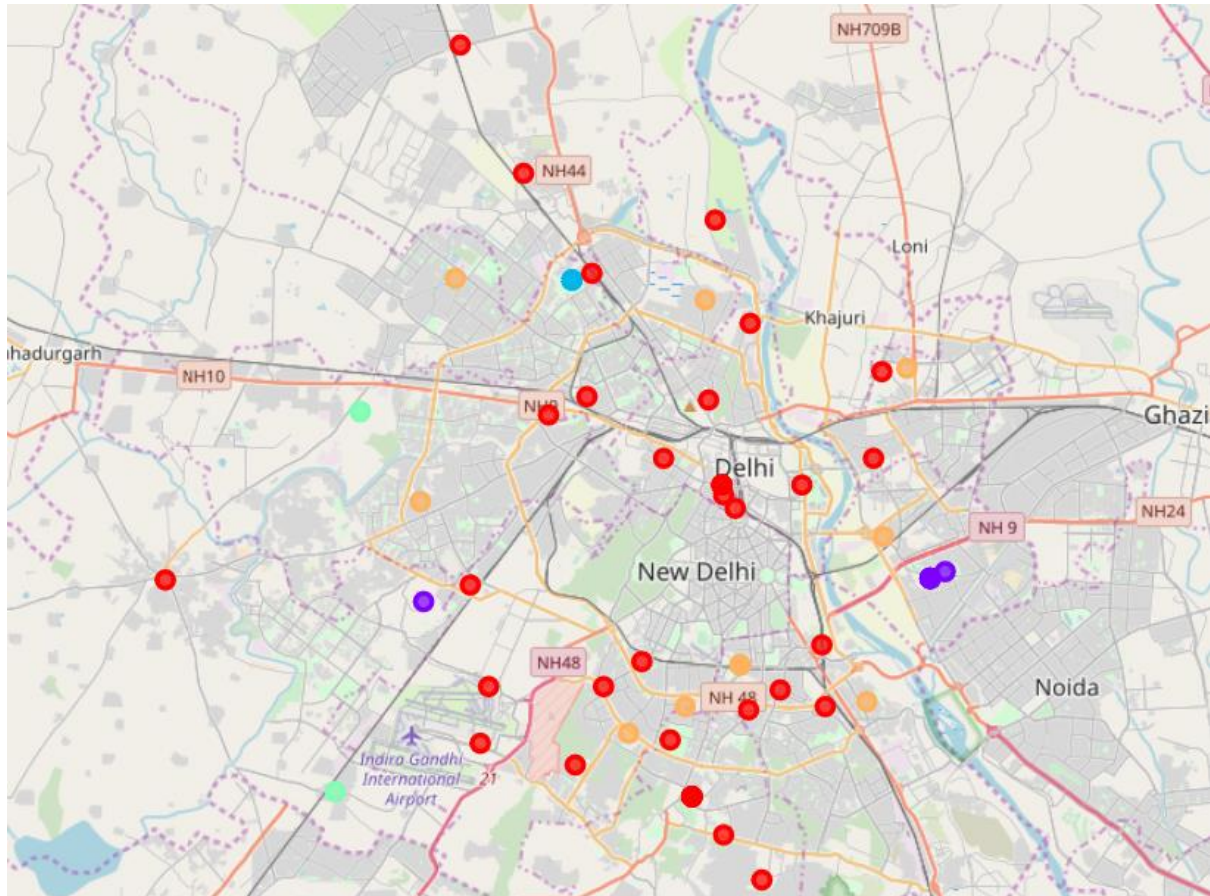 NH709B
NH44
Loni
Khajuri
hadurgarh
NH10
Ghazi
Delhi
NH24
NH 9
New Delhi
NH48
Noida
NH 48
Indira Gandhi
International
Airport
21